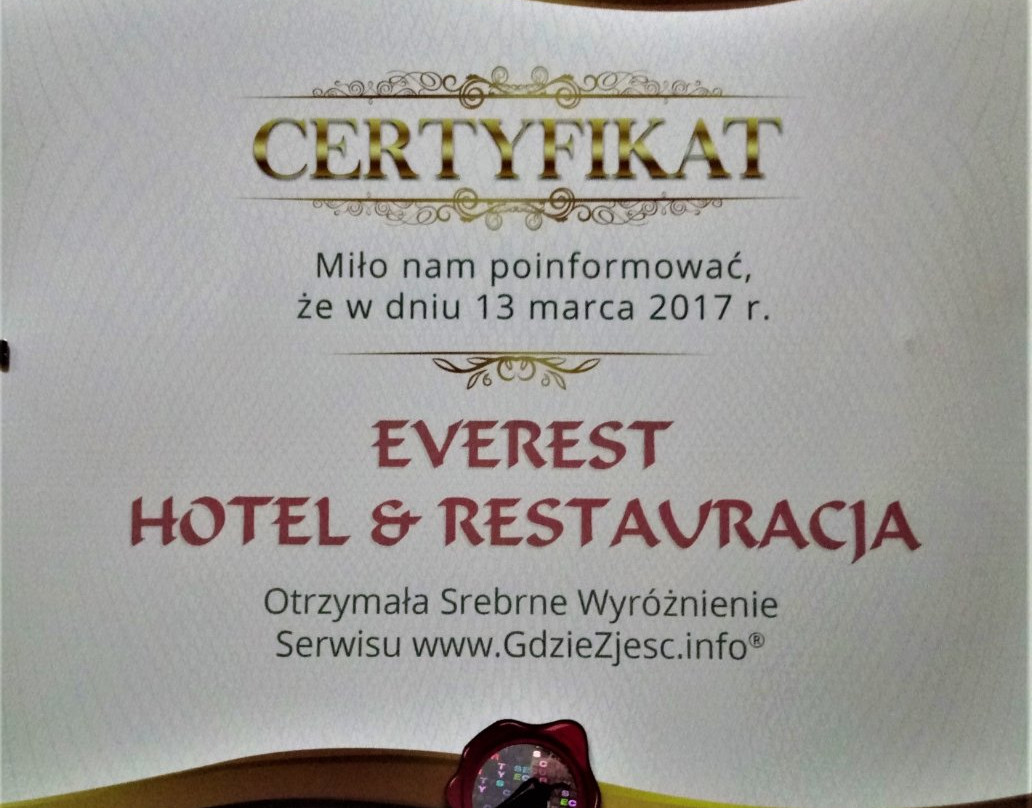 CERTYFIKAT
Miło nam poinformować,
że w dniu 13 marca 2017 r.
EVEREST
HOTEL & RESTAURACJA
Otrzymała Srebrne Wyróżnienie
Serwisu www.GdzieZjesc.info®